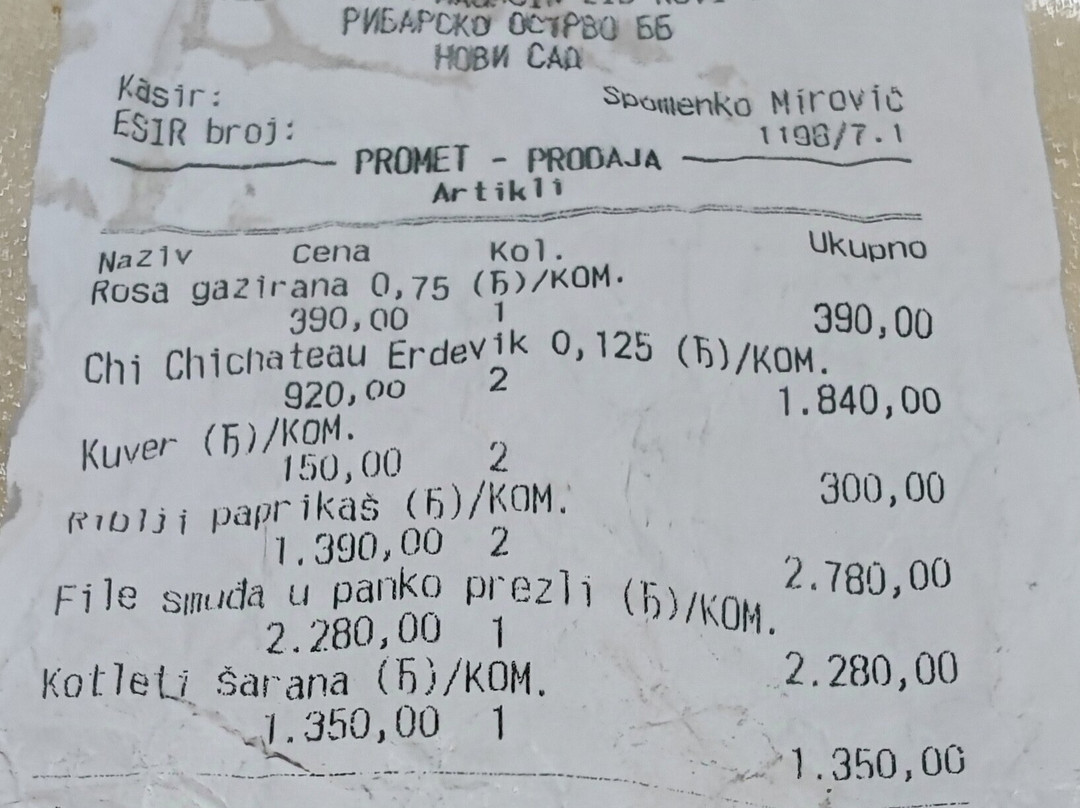 РИБАРСКО ОСТРВО ББ
НОВИ САД
Kasir: Spomenko Mirović
ESIR broj: 1198/7.1
PROMET - PRODAJA
Artikli
Naziv Cena Kol. Ukupno
Rosa gazirana 0,75 (Ђ)/KOM.
390,00 1 390,00
Chi Chichateau Erdevik 0,125 (Ђ)/KOM.
920,00 2 1.840,00
Kuver (Ђ)/KOM.
150,00 2 300,00
Riblji paprikaš (Ђ)/KOM.
1.390,00 2 2.780,00
File smuđa u panko prezli (Ђ)/KOM.
2.280,00 1 2.280,00
Kotleti šarana (Ђ)/KOM.
1.350,00 1 1.350,00